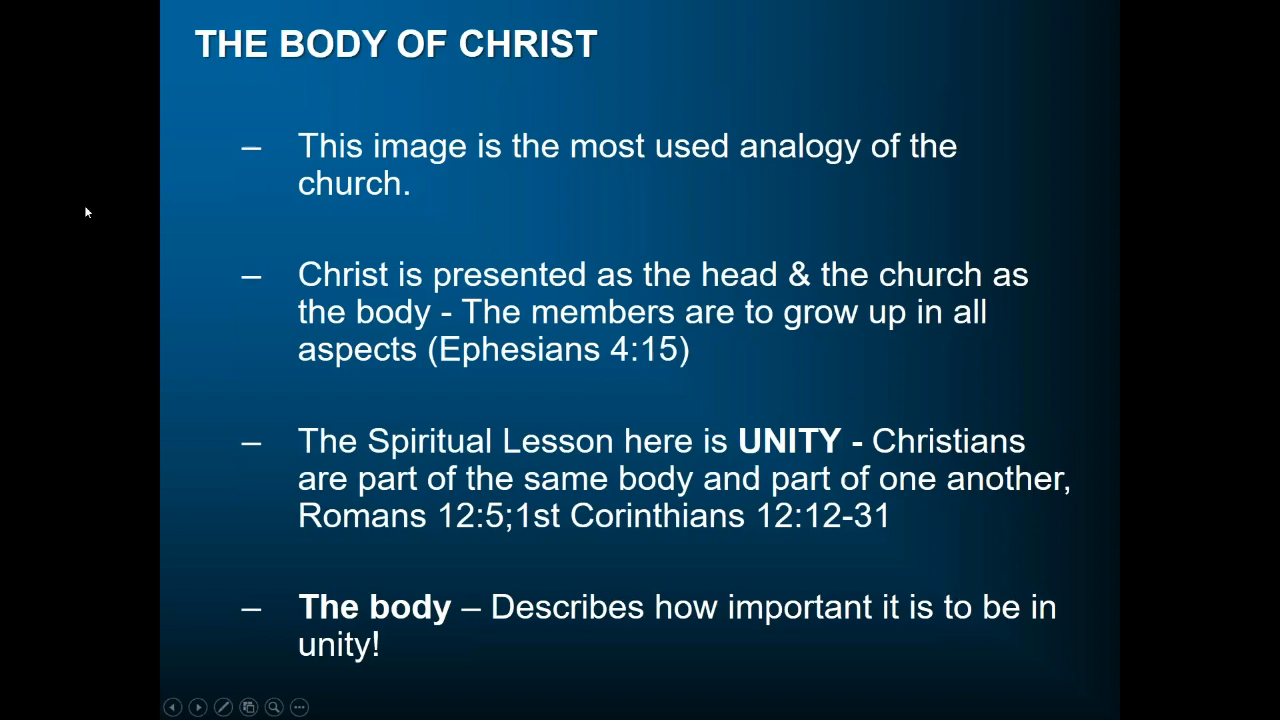 THE BODY OF CHRIST
– This image is the most used analogy of the
church.
– Christ is presented as the head & the church as
the body - The members are to grow up in all
aspects (Ephesians 4:15)
– The Spiritual Lesson here is UNITY - Christians
are part of the same body and part of one another,
Romans 12:5;1st Corinthians 12:12-31
– The body – Describes how important it is to be in
unity!